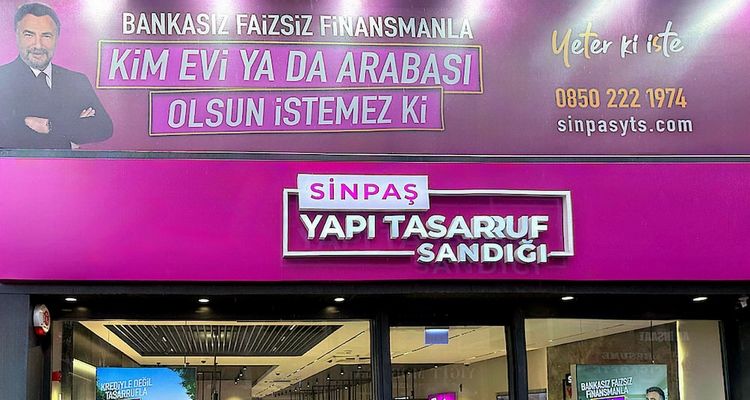 BANKASIZ FAİZSİZ FİNANSMANLA
KİM EVİ YA DA ARABASI
OLSUN İSTEMEZ Kİ
Yeter ki iste
0850 222 1974
sinpasyts.com
SİNPAŞ
YAPI TASARRUF
SANDIĞI
KREDİYLE DEĞİL
TASARRUFLA
BANKASIZ FAİZSİZ
FİNANSMANLA